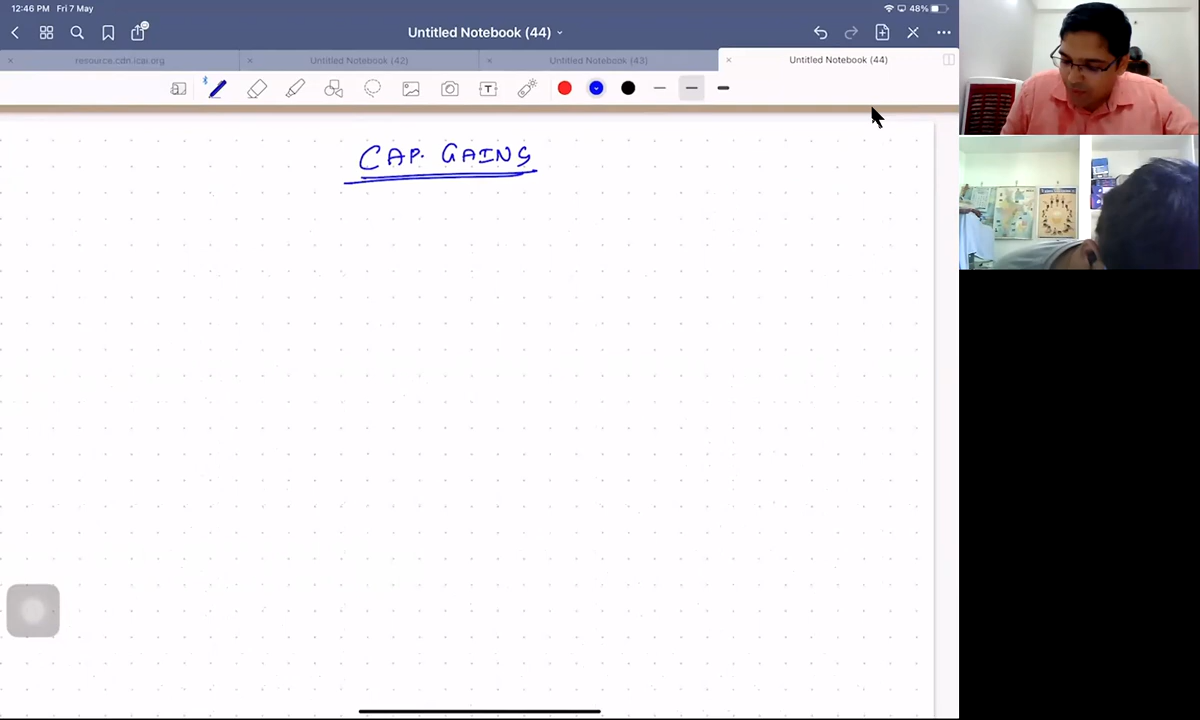 12:46 PM Fri 7 May
48%
Untitled Notebook (44)
resource.cdn.icai.org
Untitled Notebook (42)
Untitled Notebook (43)
Untitled Notebook (44)
T
CAP. GAINS